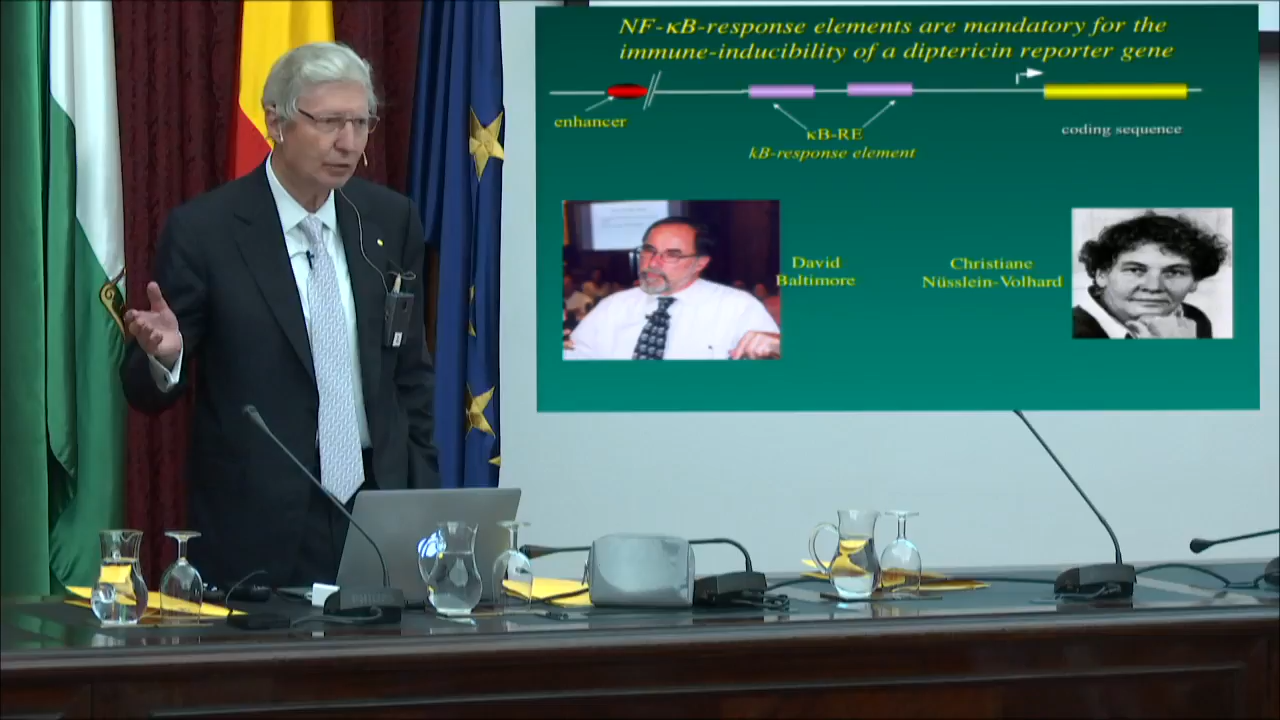 NF-κB-response elements are mandatory for the
immune-inducibility of a diptericin reporter gene
enhancer
κB-RE
kB-response element
coding sequence
David
Baltimore
Christiane
Nüsslein-Volhard
PHILIPS